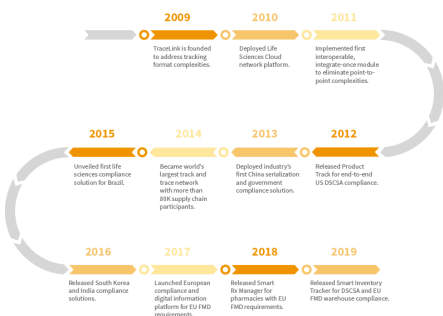 2009
2010
2011
TraceLink is founded
to address tracking
format complexities.
Deployed Life
Sciences Cloud
network platform.
Implemented first
interoperable,
integrate-once module
to eliminate point-to-
point complexities.
2015
2014
2013
2012
Unveiled first life
sciences compliance
solution for Brazil.
Became world's
largest track and
trace network
with more than
80K supply chain
participants.
Deployed industry's
first China serialization
and government
compliance solution.
Released Product
Track for end-to-end
US DSCSA compliance.
2016
2017
2018
2019
Released South Korea
and India compliance
solutions.
Launched European
compliance and
digital information
platform for EU FMD
requirements.
Released Smart
Rx Manager for
pharmacies with EU
FMD requirements.
Released Smart Inventory
Tracker for DSCSA and EU
FMD warehouse compliance.